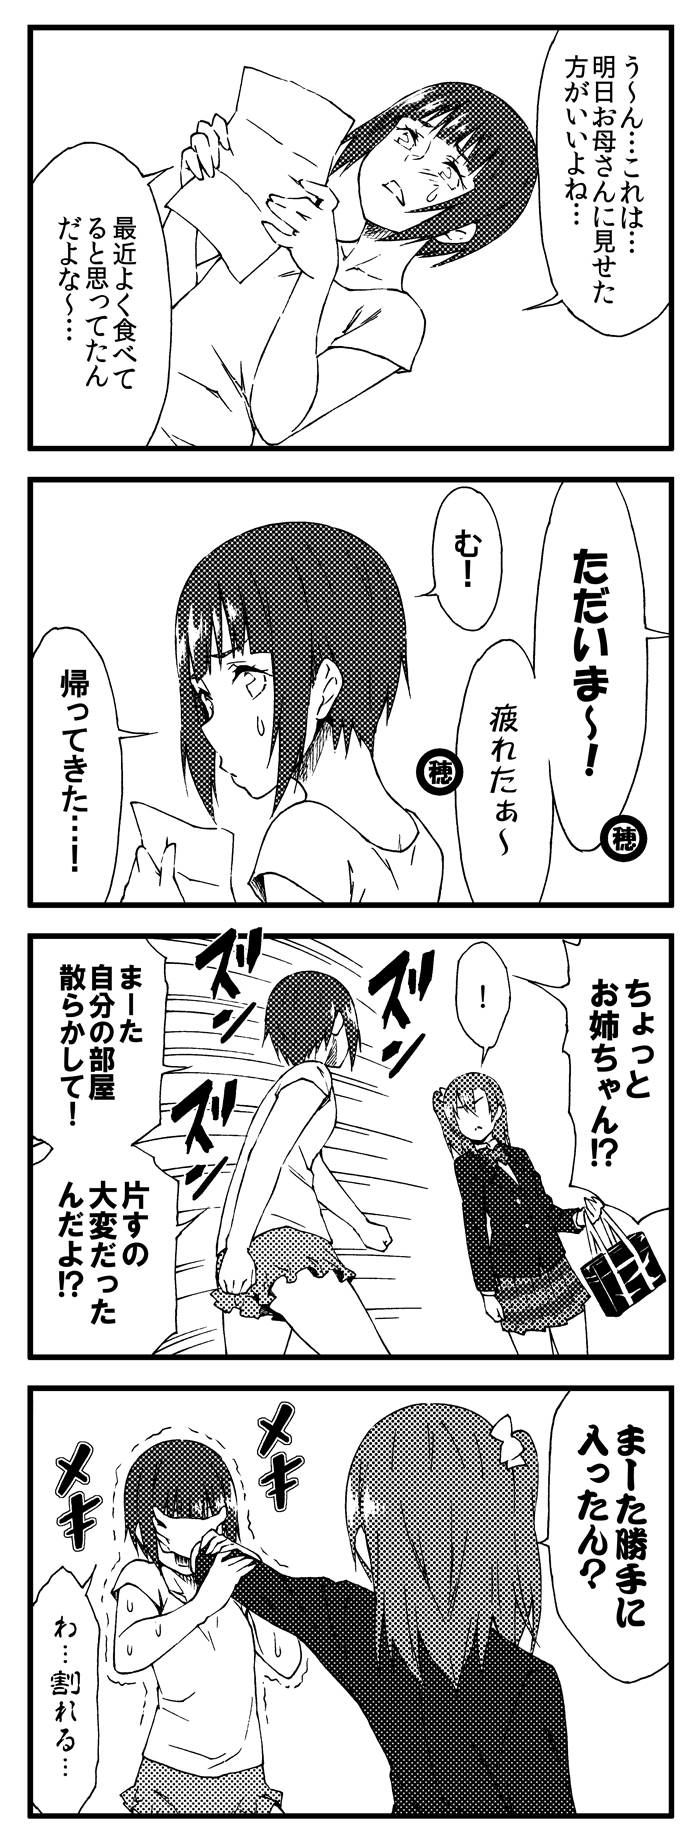 う～ん…これは…
明日お母さんに見せた
方がいいよね…
最近よく食べて
ると思ってたん
だよな～…
ただいま～！
穂
む！
疲れたぁ～
穂
帰ってきた…！
ちょっと
お姉ちゃん!?
！
ズン
ズン
ズン
まーた
自分の部屋
散らかして！
片すの
大変だった
んだよ!?
まーた勝手に
入ったん？
メキ
メキ
わ…割れる…